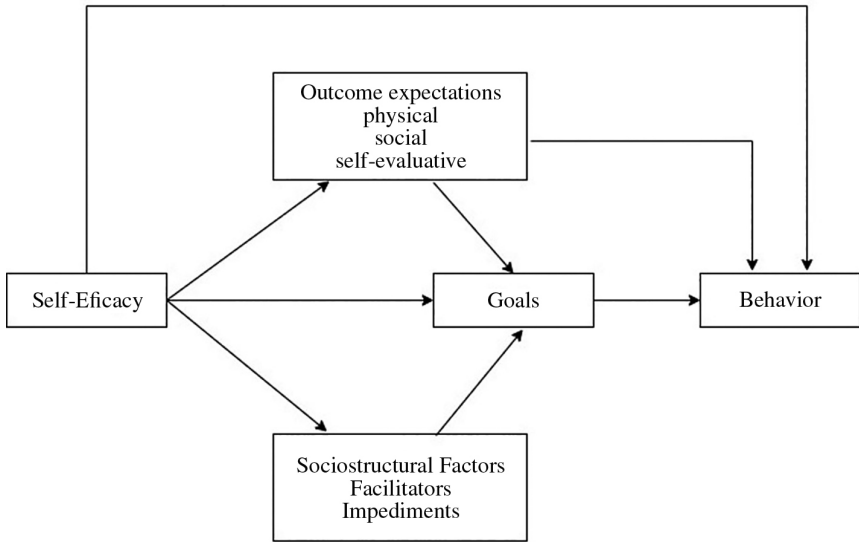 Outcome expectations
physical
social
self-evaluative
Self-Eficacy
Goals
Behavior
Sociostructural Factors
Facilitators
Impediments